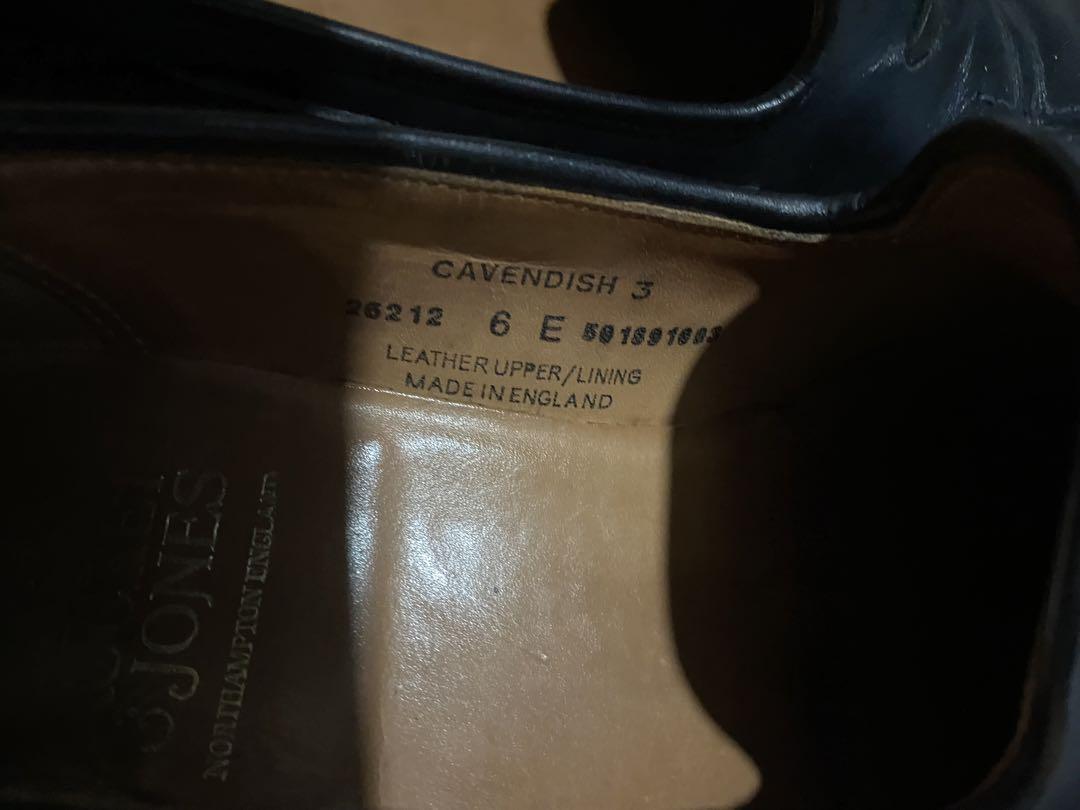 CAVENDISH 3
26212 6 E
LEATHER UPPER/LINING
MADE IN ENGLAND
& JONES
NORTHAMPTON ENGLAND